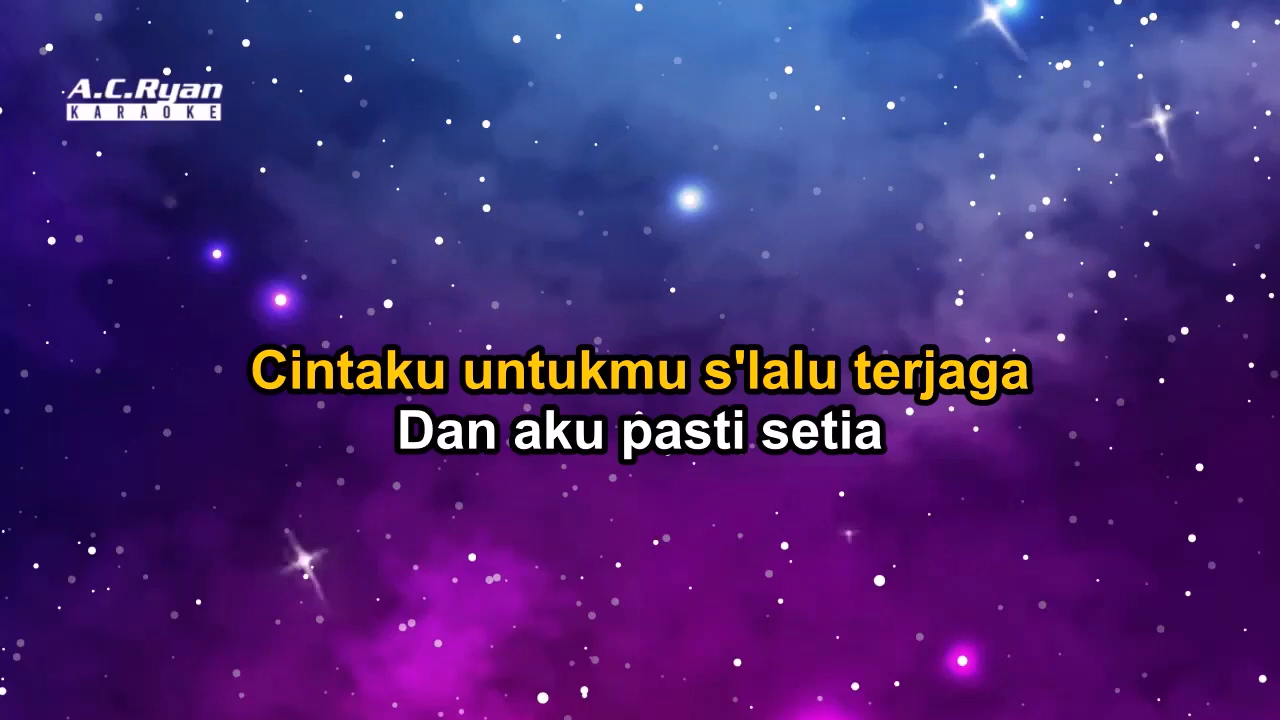 A.C.Ryan
KARAOKE
Cintaku untukmu s'lalu terjaga
Dan aku pasti setia